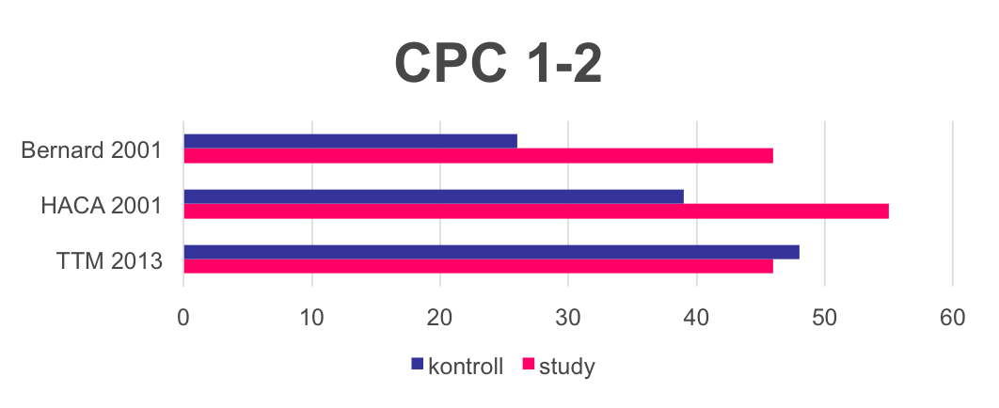 CPC 1-2
Bernard 2001
HACA 2001
TTM 2013
0 10 20 30 40 50 60
kontroll study